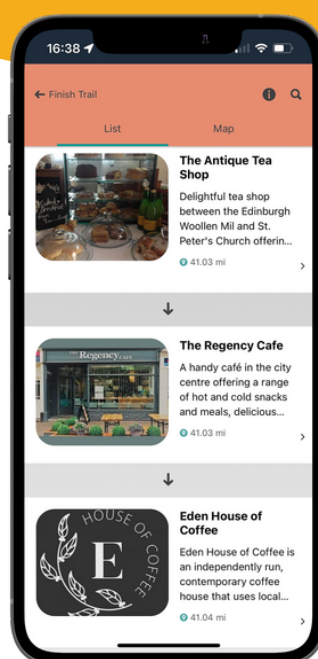 16:38
← Finish Trail
List
Map
The Antique Tea
Shop
Delightful tea shop
between the Edinburgh
Woollen Mil and St.
Peter's Church offerin...
41.03 mi
The Regency CAFE
The Regency Cafe
A handy café in the city
centre offering a range
of hot and cold snacks
and meals, delicious...
41.03 mi
HOUSE OF COFFEE
E
Eden House of
Coffee
Eden House of Coffee is
an independently run,
contemporary coffee
house that uses local...
41.04 mi